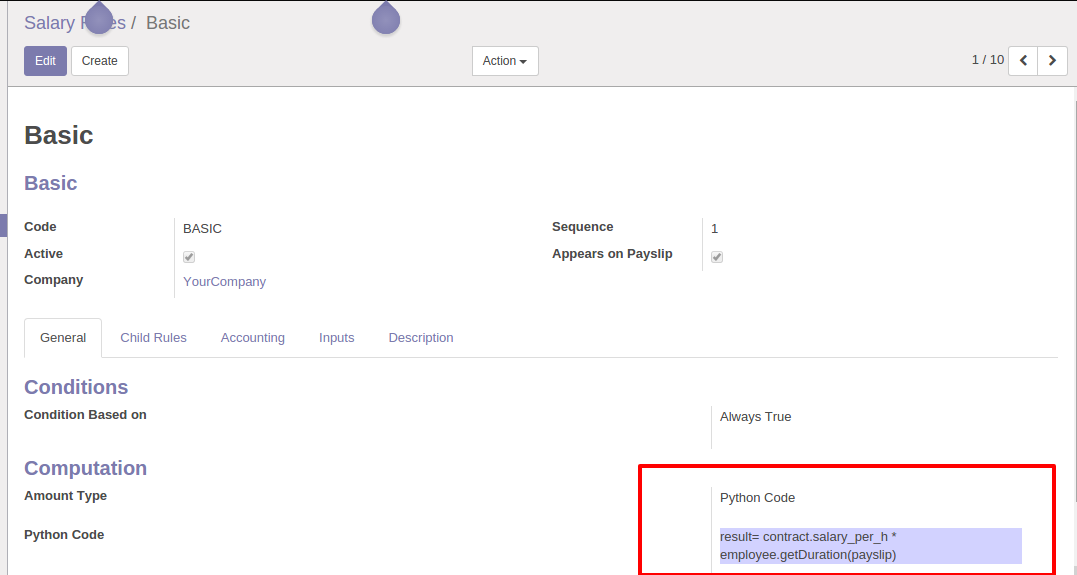 Salary Rules / Basic
Edit Create Action 1 / 10
Basic
Basic
Code BASIC Sequence 1
Active Appears on Payslip
Company YourCompany
General Child Rules Accounting Inputs Description
Conditions
Condition Based on Always True
Computation
Amount Type Python Code
Python Code result= contract.salary_per_h *
employee.getDuration(payslip)